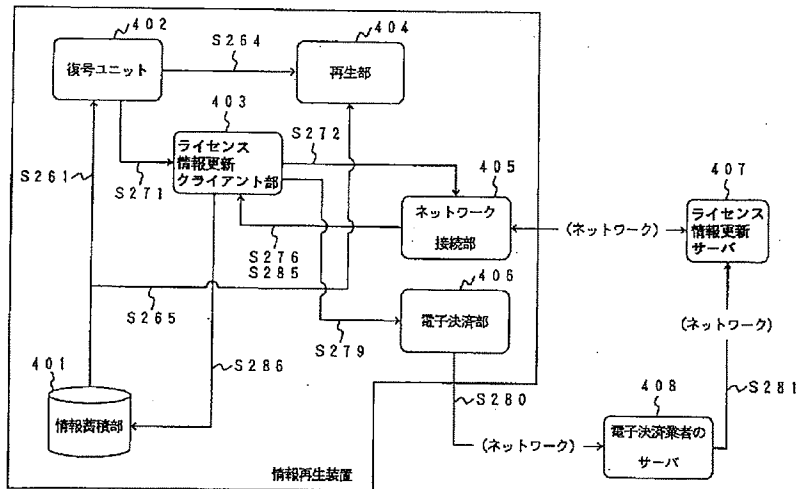 402
S264
404
復号ユニット
再生部
403
S272
ライセンス
情報更新
クライアント部
405
407
S261
S271
ネットワーク
接続部
(ネットワーク)
ライセンス
情報更新
サーバ
S276
S285
406
S265
電子決済部
(ネットワーク)
S279
S286
401
S280
408
S281
情報蓄積部
(ネットワーク)
電子決済業者の
サーバ
情報再生装置